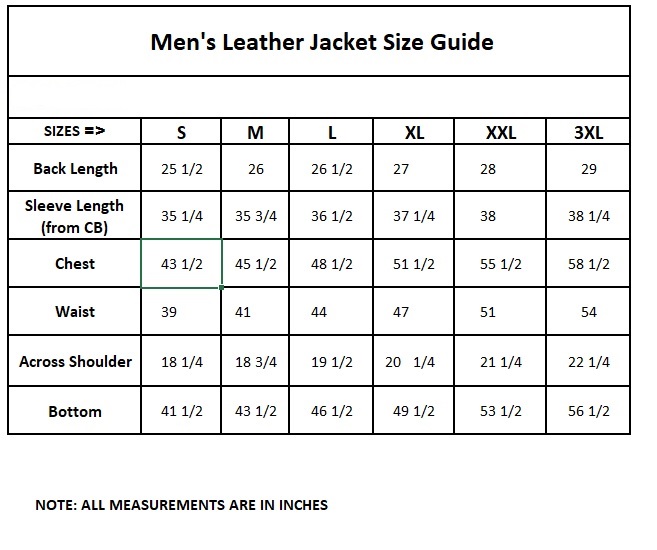 Men's Leather Jacket Size Guide
SIZES => S M L XL XXL 3XL
Back Length 25 1/2 26 26 1/2 27 28 29
Sleeve Length
(from CB) 35 1/4 35 3/4 36 1/2 37 1/4 38 38 1/4
Chest 43 1/2 45 1/2 48 1/2 51 1/2 55 1/2 58 1/2
Waist 39 41 44 47 51 54
Across Shoulder 18 1/4 18 3/4 19 1/2 20 1/4 21 1/4 22 1/4
Bottom 41 1/2 43 1/2 46 1/2 49 1/2 53 1/2 56 1/2
NOTE: ALL MEASUREMENTS ARE IN INCHES